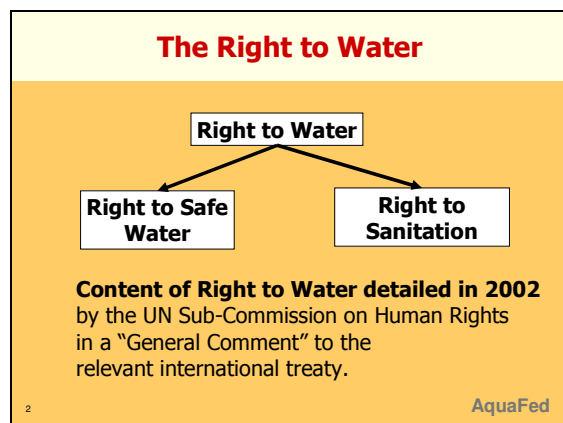 The Right to Water
Right to Water
Right to Safe
Water
Right to
Sanitation
Content of Right to Water detailed in 2002
by the UN Sub-Commission on Human Rights
in a “General Comment” to the
relevant international treaty.
2
AquaFed